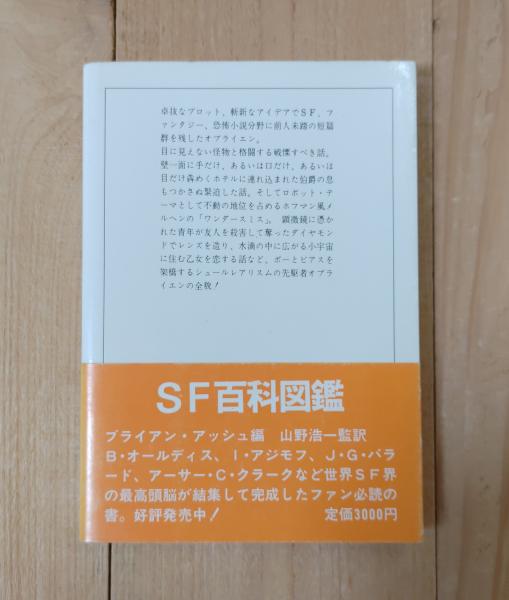 卓抜なプロット、斬新なアイデアでSF、フ
ァンタジー、恐怖小説分野に前人未踏の短篇
群を残したオブライエン。
目に見えない怪物と格闘する戦慄すべき話。
壁一面に手だけ、あるいは口だけ、あるいは
目だけ犇めくホテルに連れ込まれた伯爵の息
もつかさぬ緊迫した話。そしてロボット・テ
ーマとして不動の地位を占めるホフマン風メ
ルヘンの「ワンダースミス」。顕微鏡に憑か
れた青年が友人を殺害して奪ったダイヤモン
ドでレンズを造り、水滴の中に広がる小宇宙
に住む乙女を恋する話など、ポーとビアスを
架橋するシュールレアリスムの先駆者オブラ
イエンの全貌!
SF百科図鑑
ブライアン・アッシュ編 山野浩一監訳
B・オールディス、I・アジモフ、J・G・バラ
ード、アーサー・C・クラークなど世界SF界
の最高頭脳が結集して完成したファン必読の
書。好評発売中! 定価3000円